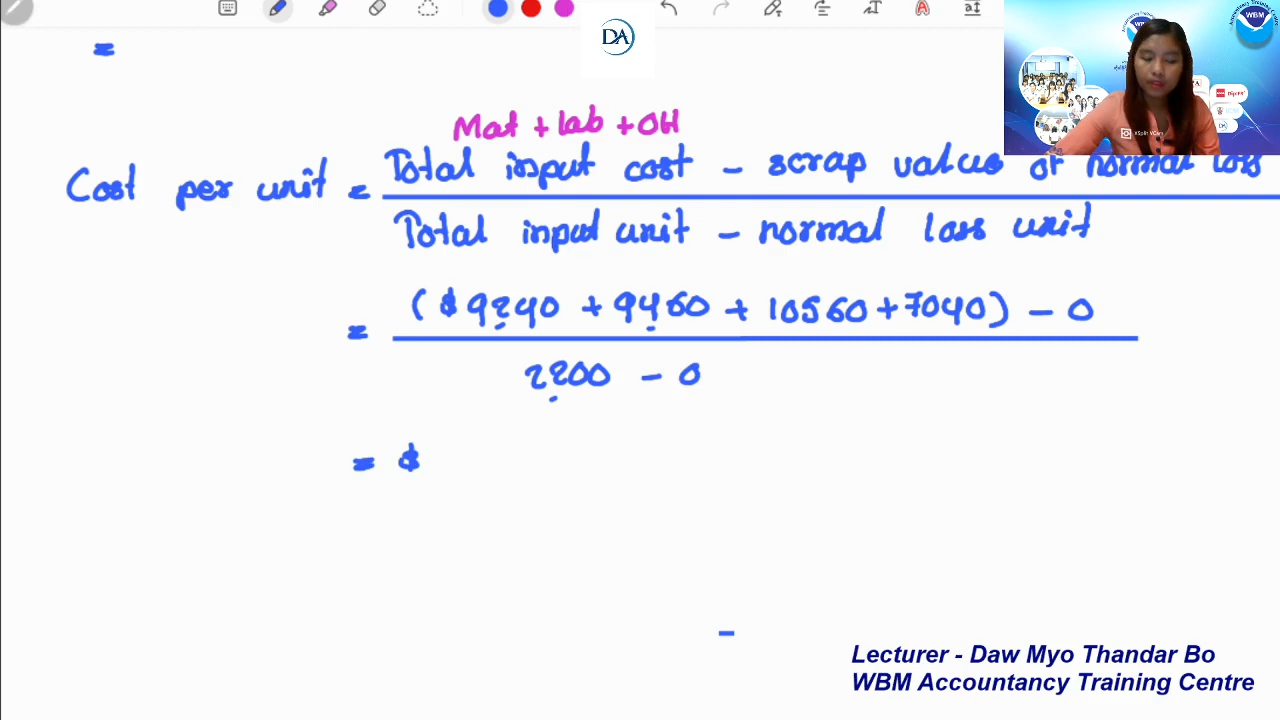 =
DA
WBM
Mat + lab + OH
Cost per unit = Total input cost - scrap value of normal loss
Total input unit - normal loss unit
= ($9240 + 9460 + 10560 + 7040) - 0
2200 - 0
= $
Lecturer - Daw Myo Thandar Bo
WBM Accountancy Training Centre